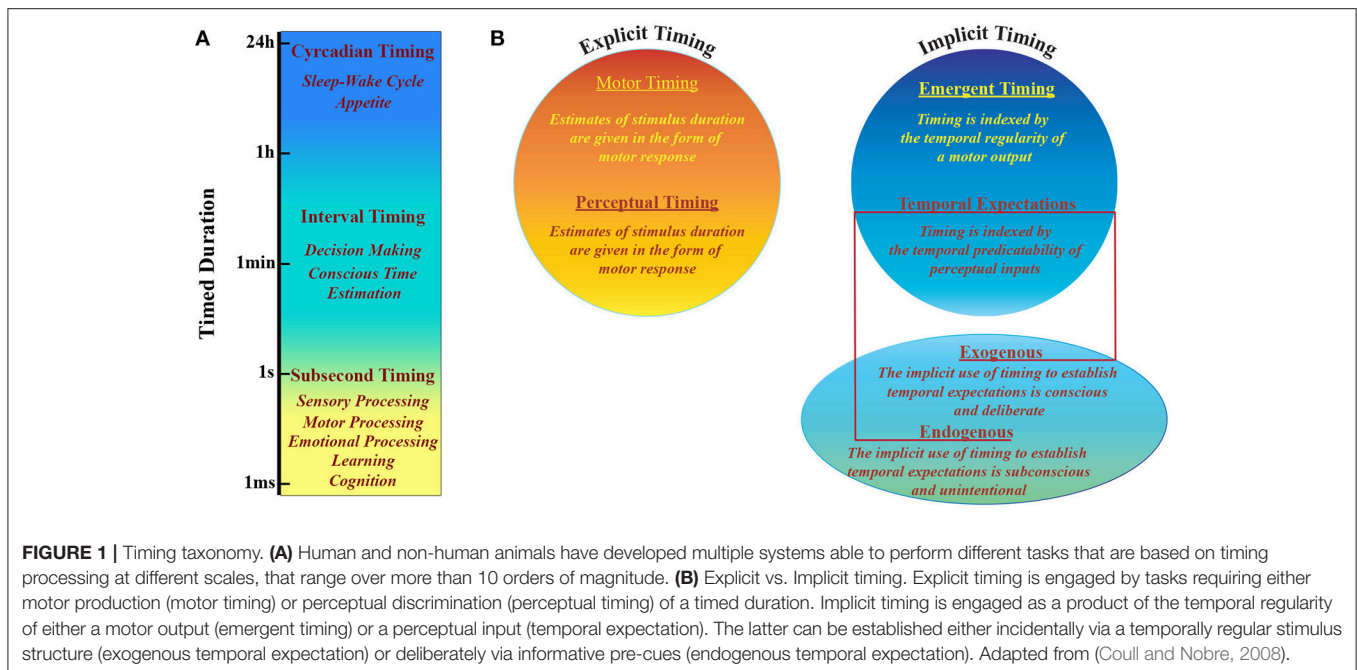 A
24h
Cyrcadian Timing
Sleep-Wake Cycle
Appetite
1h
Interval Timing
Decision Making
1min
Conscious Time
Estimation
1s
Subsecond Timing
Sensory Processing
Motor Processing
Emotional Processing
Learning
1ms
Cognition
Timed Duration
B
Explicit Timing
Motor Timing
Estimates of stimulus duration
are given in the form of
motor response
Perceptual Timing
Estimates of stimulus duration
are given in the form of
motor response
Implicit Timing
Emergent Timing
Timing is indexed by
the temporal regularity of
a motor output
Temporal Expectations
Timing is indexed by
the temporal predicatability of
perceptual inputs
Exogenous
The implicit use of timing to establish
temporal expectations is conscious
and deliberate
Endogenous
The implicit use of timing to establish
temporal expectations is subconscious
and unintentional
FIGURE 1 | Timing taxonomy. (A) Human and non-human animals have developed multiple systems able to perform different tasks that are based on timing
processing at different scales, that range over more than 10 orders of magnitude. (B) Explicit vs. Implicit timing. Explicit timing is engaged by tasks requiring either
motor production (motor timing) or perceptual discrimination (perceptual timing) of a timed duration. Implicit timing is engaged as a product of the temporal regularity
of either a motor output (emergent timing) or a perceptual input (temporal expectation). The latter can be established either incidentally via a temporally regular stimulus
structure (exogenous temporal expectation) or deliberately via informative pre-cues (endogenous temporal expectation). Adapted from (Coull and Nobre, 2008).